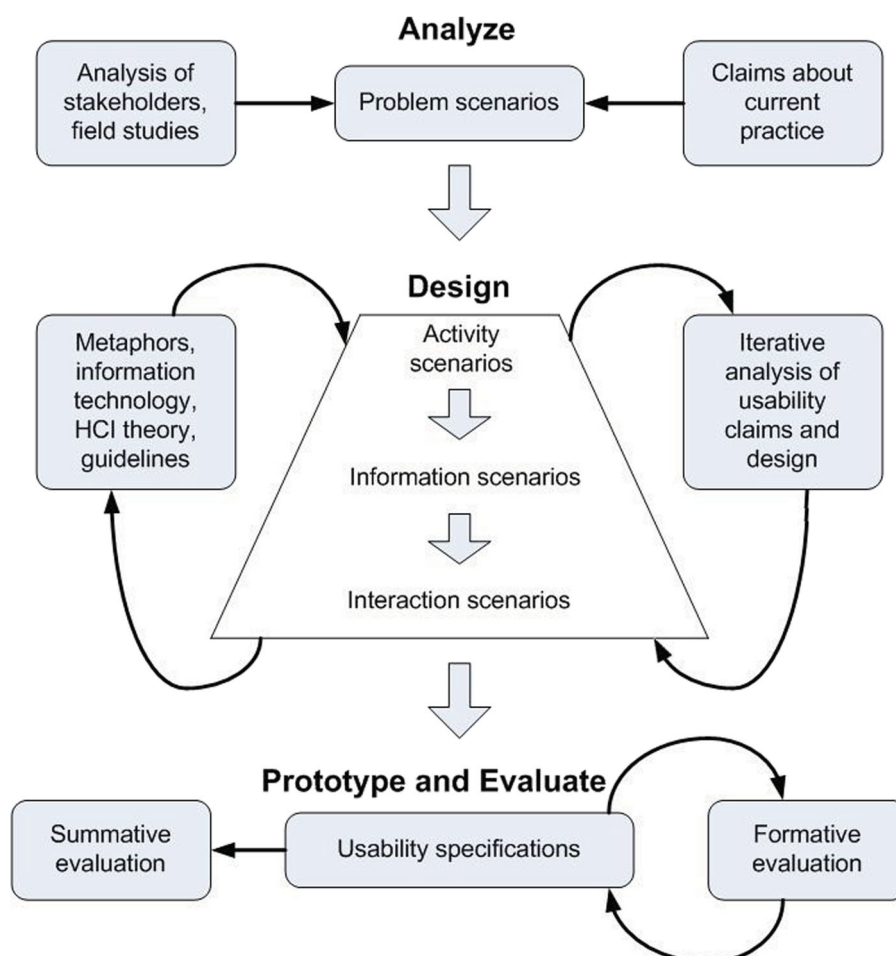 Analyze
Analysis of
stakeholders,
field studies
Problem scenarios
Claims about
current
practice
Design
Metaphors,
information
technology,
HCI theory,
guidelines
Activity
scenarios
Information scenarios
Interaction scenarios
Iterative
analysis of
usability
claims and
design
Prototype and Evaluate
Summative
evaluation
Usability specifications
Formative
evaluation